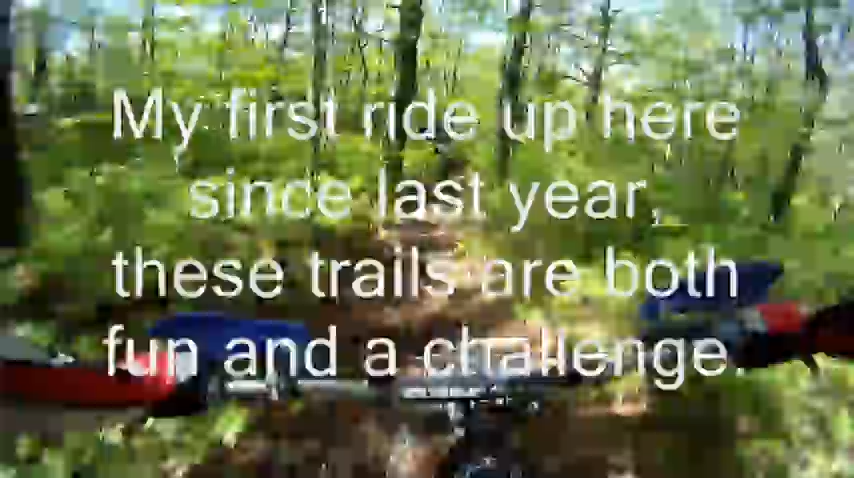 My first ride up here
since last year,
these trails are both
fun and a challenge.